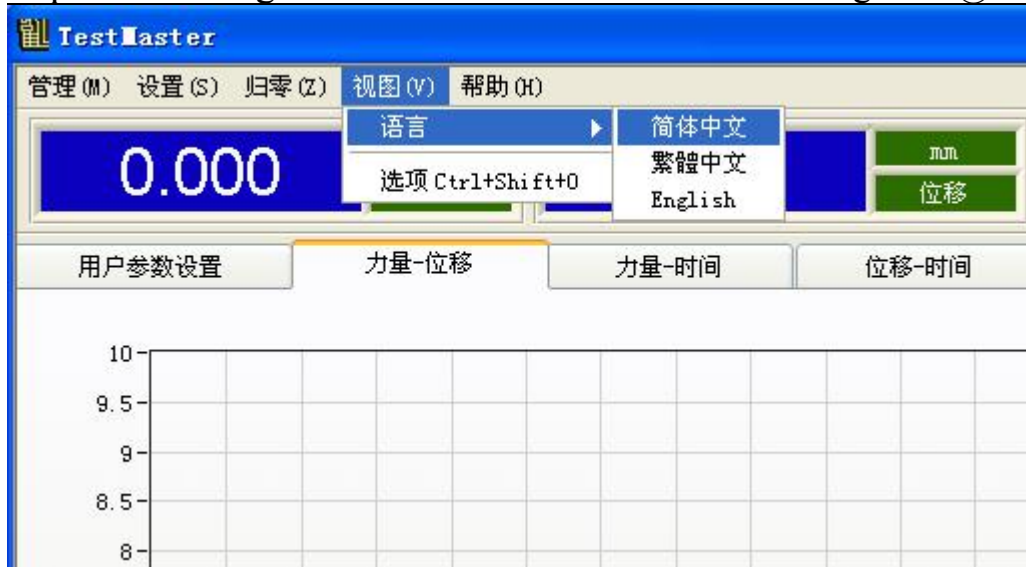 TestMaster
管理(M) 设置(S) 归零(Z) 视图(V) 帮助(H)
语言
选项 Ctrl+Shift+O
简体中文
繁體中文
English
0.000
mm
位移
用户参数设置 力量-位移 力量-时间 位移-时间
10
9.5
9
8.5
8